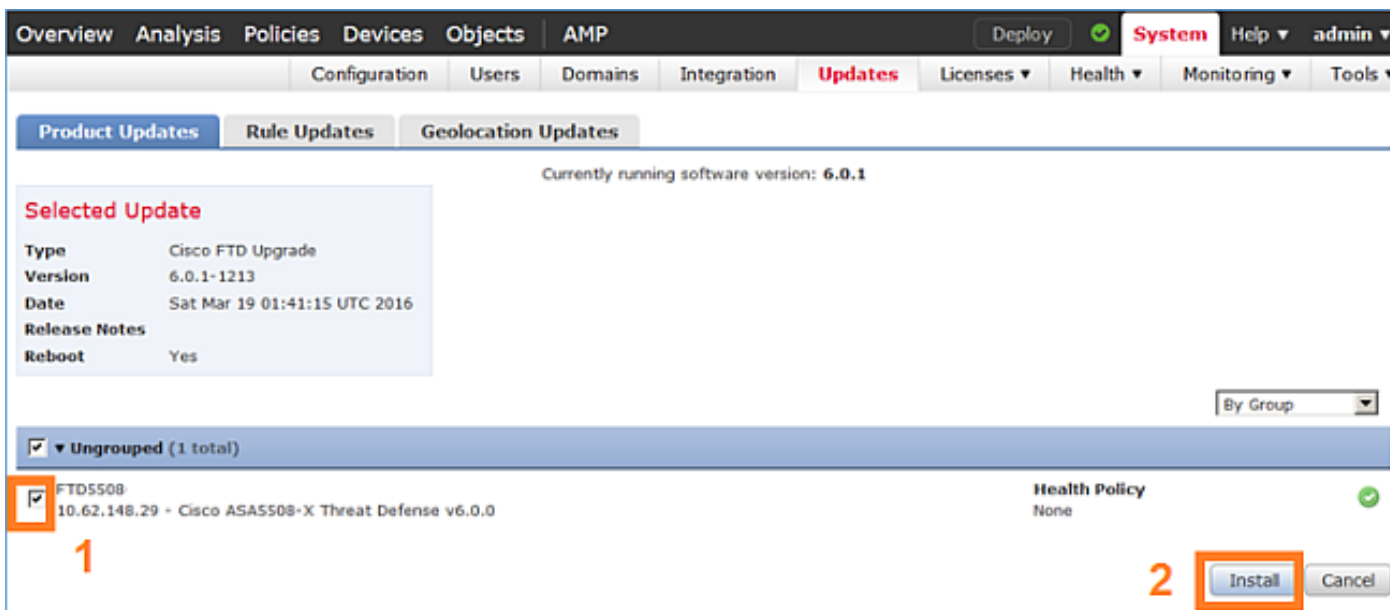 Overview Analysis Policies Devices Objects AMP Deploy System Help ▾ admin ▾
Configuration Users Domains Integration Updates Licenses ▾ Health ▾ Monitoring ▾ Tools ▾
Product Updates Rule Updates Geolocation Updates
Currently running software version: 6.0.1
Selected Update
Type Cisco FTD Upgrade
Version 6.0.1-1213
Date Sat Mar 19 01:41:15 UTC 2016
Release Notes
Reboot Yes
By Group
▾ Ungrouped (1 total)
FTD5508 Health Policy
10.62.148.29 - Cisco ASA5508-X Threat Defense v6.0.0 None
1
2 Install Cancel